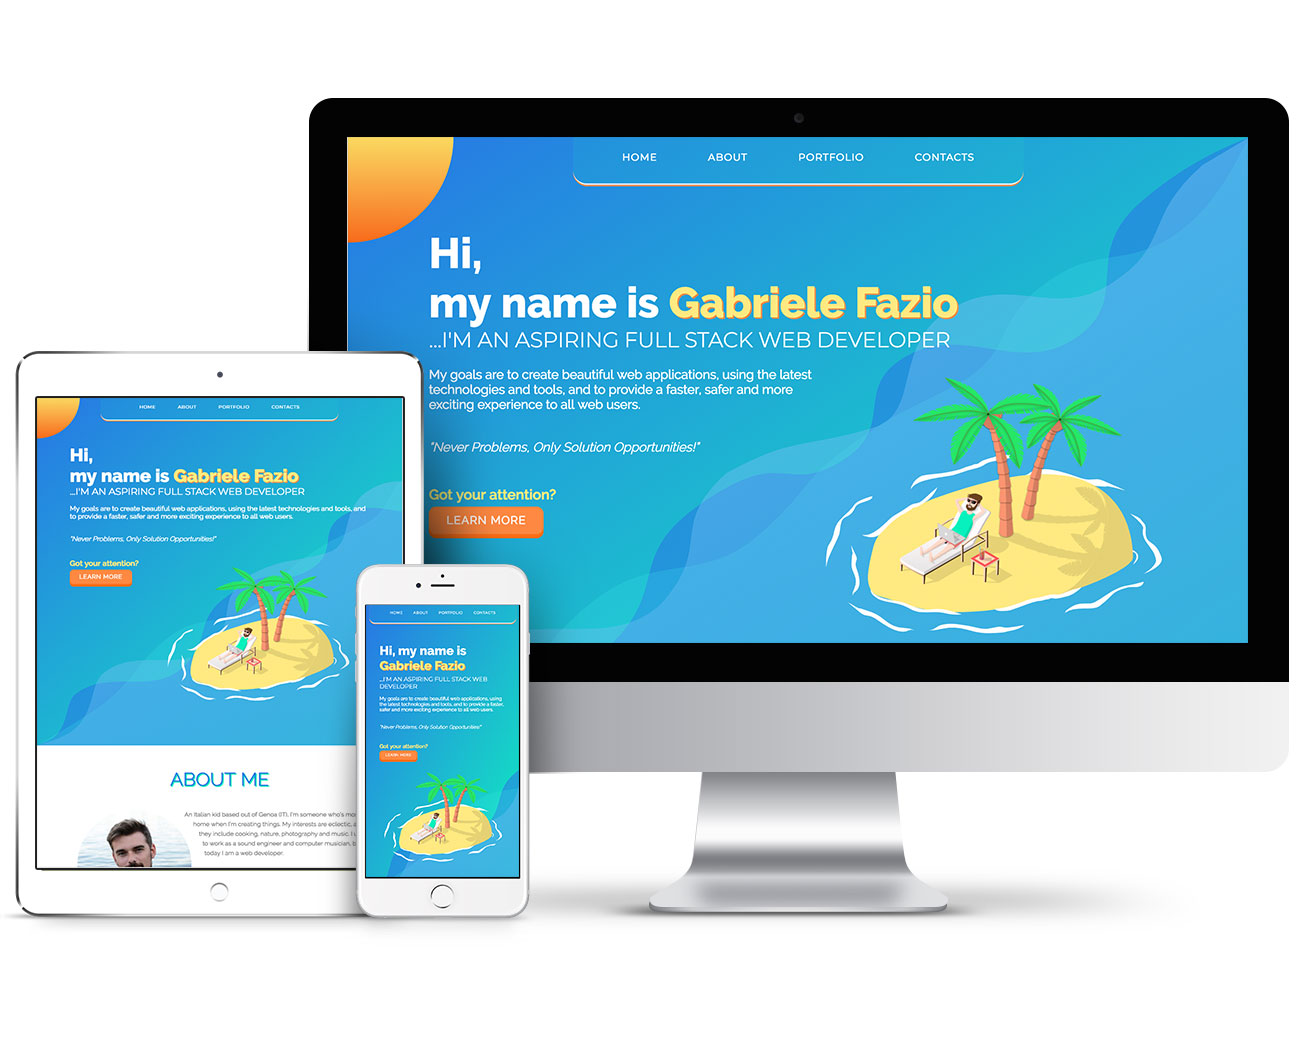 HOME ABOUT PORTFOLIO CONTACTS
Hi,
my name is Gabriele Fazio
...I'M AN ASPIRING FULL STACK WEB DEVELOPER
My goals are to create beautiful web applications, using the latest
technologies and tools, and to provide a faster, safer and more
exciting experience to all web users.
"Never Problems, Only Solution Opportunities!"
Got your attention?
LEARN MORE
HOME ABOUT PORTFOLIO CONTACTS
Hi,
my name is Gabriele Fazio
...I'M AN ASPIRING FULL STACK WEB DEVELOPER
My goals are to create beautiful web applications, using the latest technologies and tools, and
to provide a faster, safer and more exciting experience to all web users.
"Never Problems, Only Solution Opportunities!"
Got your attention?
LEARN MORE
ABOUT ME
An Italian kid based out of Genoa (IT). I'm someone who's
home when I'm creating things. My interests are eclectic,
they include cooking, nature, photography and music. I
to work as a sound engineer and computer musician,
today I am a web developer
HOME ABOUT PORTFOLIO CONTACTS
Hi, my name is
Gabriele Fazio
...I'M AN ASPIRING FULL STACK WEB
DEVELOPER
My goals are to create beautiful web applications, using
the latest technologies and tools, and to provide a faster,
safer and more exciting experience to all web users.
"Never Problems, Only Solution Opportunities!"
Got your attention?
LEARN MORE